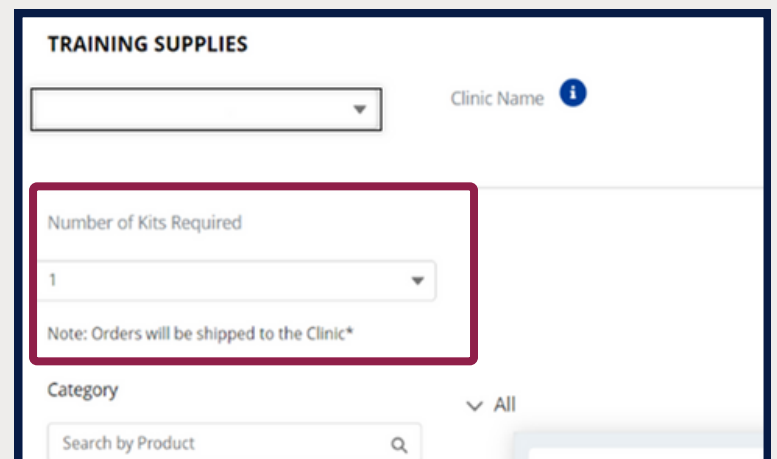 TRAINING SUPPLIES
Clinic Name i
Number of Kits Required
1
Note: Orders will be shipped to the Clinic*
Category
All
Search by Product